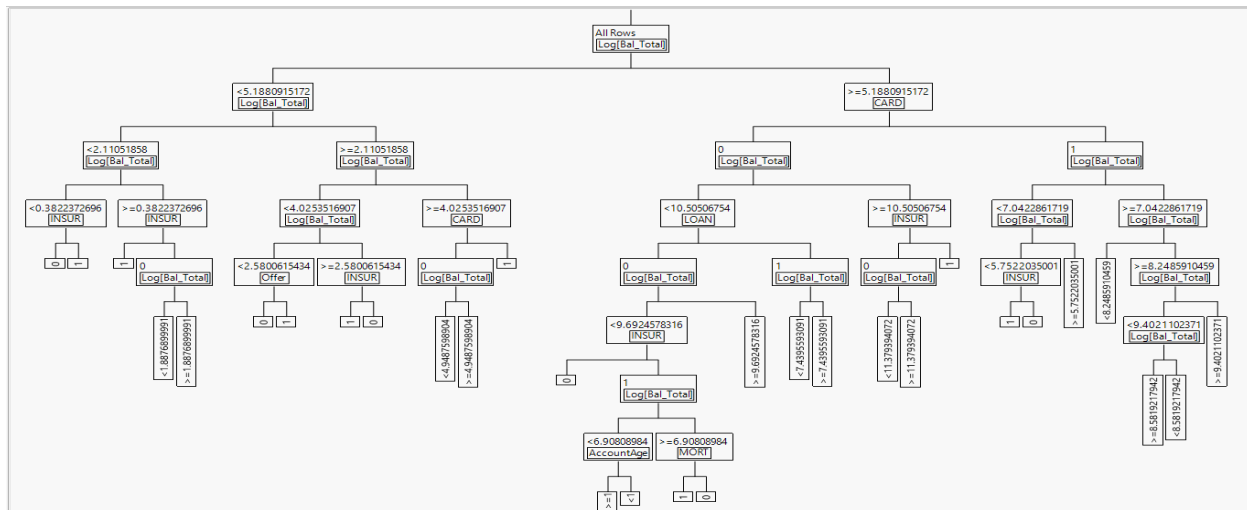 All Rows
Log[Bal_Total]
<5.1880915172
Log[Bal_Total]
>=5.1880915172
CARD
<2.11051858
Log[Bal_Total]
>=2.11051858
Log[Bal_Total]
0
Log[Bal_Total]
1
Log[Bal_Total]
<0.3822372696
INSUR
>=0.3822372696
INSUR
<4.0253516907
Log[Bal_Total]
>=4.0253516907
CARD
<10.50506754
LOAN
>=10.50506754
INSUR
<7.0422861719
Log[Bal_Total]
>=7.0422861719
Log[Bal_Total]
0
1
1
0
Log[Bal_Total]
<2.5800615434
Offer
>=2.5800615434
INSUR
0
Log[Bal_Total]
1
0
Log[Bal_Total]
1
Log[Bal_Total]
0
Log[Bal_Total]
1
<5.7522035001
INSUR
>=5.7522035001
<8.2485910459
>=8.2485910459
Log[Bal_Total]
<1.8876899991
>=1.8876899991
0
1
1
0
<4.9487598904
>=4.9487598904
<9.6924578316
INSUR
>=9.6924578316
<7.4395593091
>=7.4395593091
<11.379394072
>=11.379394072
1
0
<9.4021102371
Log[Bal_Total]
>=9.4021102371
0
1
Log[Bal_Total]
>=8.5819217942
<8.5819217942
<6.90808984
AccountAge
>=6.90808984
MORT
>=1
<1
1
0